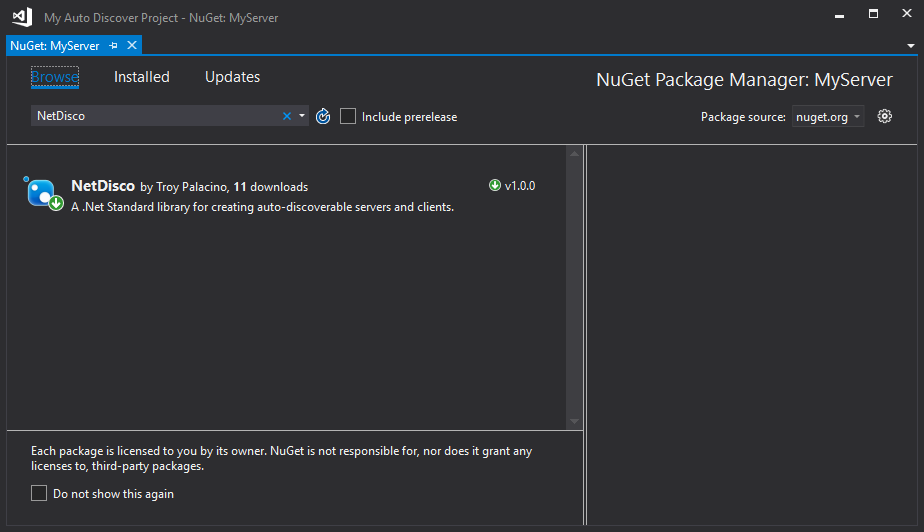 My Auto Discover Project - NuGet: MyServer
NuGet: MyServer
Browse Installed Updates
NuGet Package Manager: MyServer
NetDisco
Include prerelease
Package source: nuget.org
NetDisco by Troy Palacino, 11 downloads
v1.0.0
A .Net Standard library for creating auto-discoverable servers and clients.
Each package is licensed to you by its owner. NuGet is not responsible for, nor does it grant any
licenses to, third-party packages.
Do not show this again